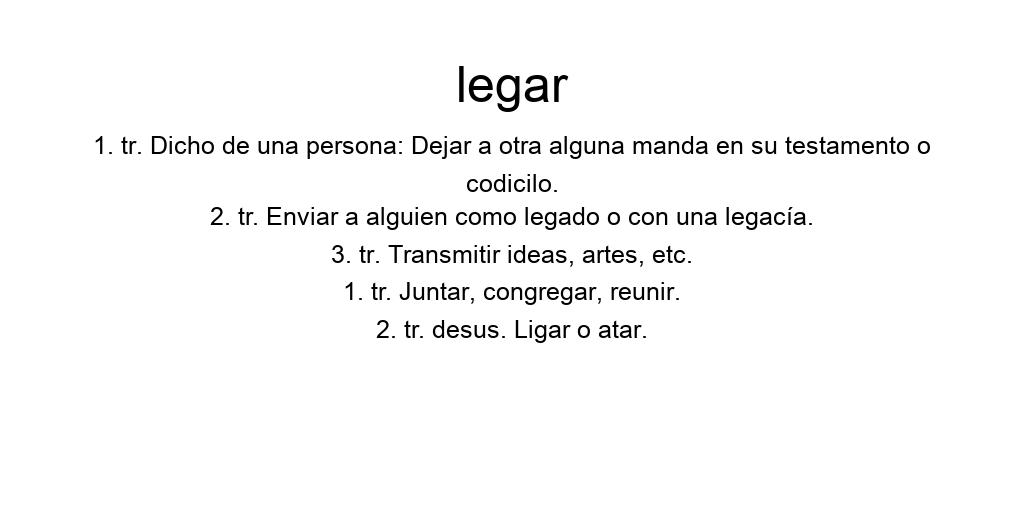 legar
1. tr. Dicho de una persona: Dejar a otra alguna manda en su testamento o
codicilo.
2. tr. Enviar a alguien como legado o con una legacía.
3. tr. Transmitir ideas, artes, etc.
1. tr. Juntar, congregar, reunir.
2. tr. desus. Ligar o atar.